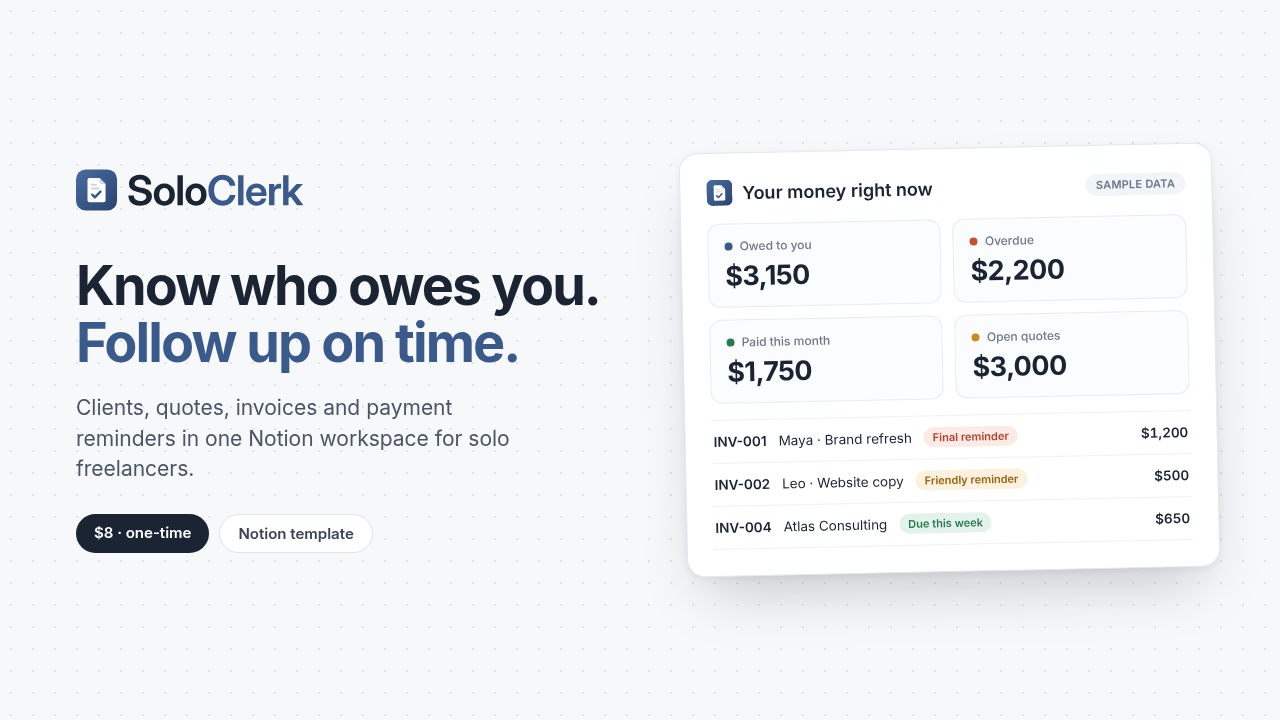 SoloClerk
Know who owes you.
Follow up on time.
Clients, quotes, invoices and payment
reminders in one Notion workspace for solo
freelancers.
$8 · one-time
Notion template
Your money right now
SAMPLE DATA
Owed to you
$3,150
Overdue
$2,200
Paid this month
$1,750
Open quotes
$3,000
INV-001 Maya · Brand refresh Final reminder $1,200
INV-002 Leo · Website copy Friendly reminder $500
INV-004 Atlas Consulting Due this week $650